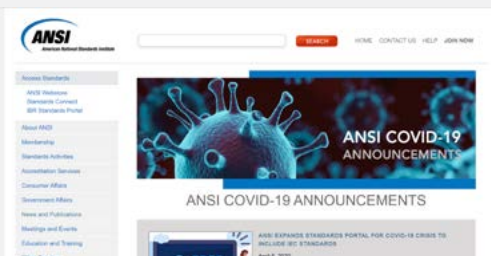 ANSI
American National Standards Institute
SEARCH
HOME CONTACT US HELP JOIN NOW
Access Standards
ANSI Webstore
Standards Connect
IBR Standards Portal
About ANSI
Membership
Standards Activities
Accreditation Services
Consumer Affairs
Government Affairs
News and Publications
Meetings and Events
Education and Training
ANSI COVID-19
ANNOUNCEMENTS
ANSI COVID-19 ANNOUNCEMENTS
ANSI EXPANDS STANDARDS PORTAL FOR COVID-19 CRISIS TO
INCLUDE IEC STANDARDS